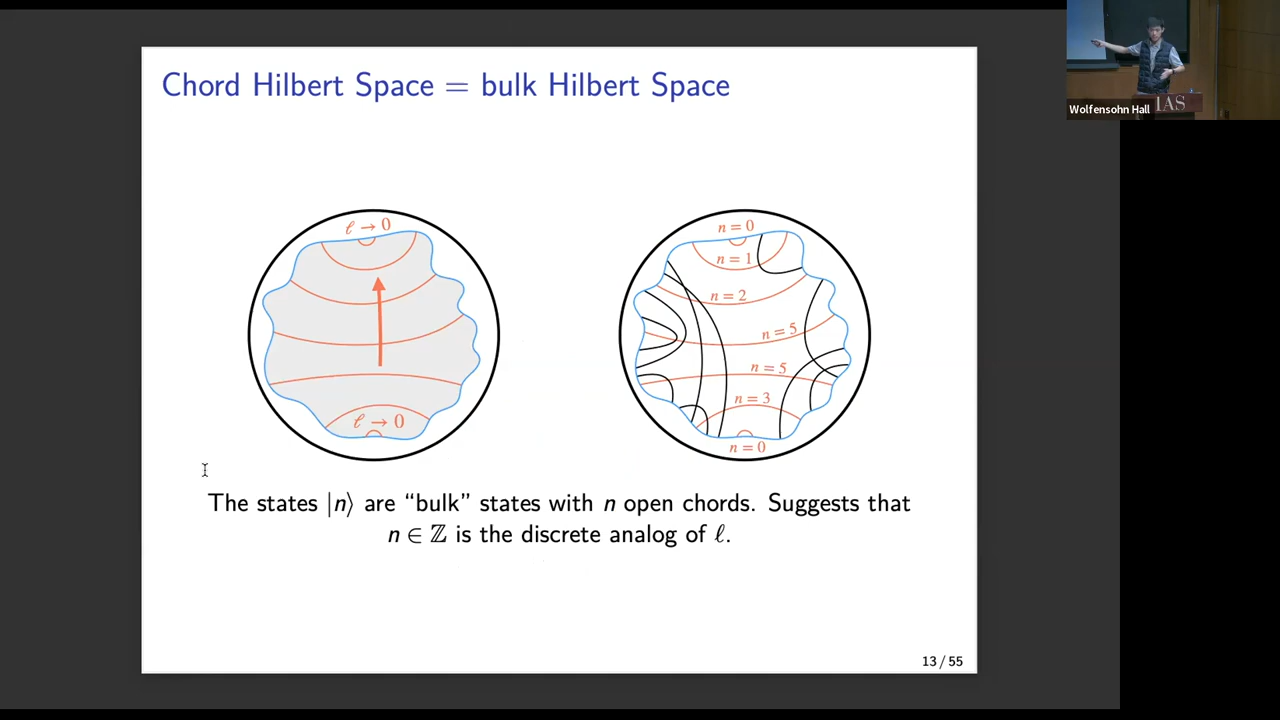 Chord Hilbert Space = bulk Hilbert Space
ℓ → 0
ℓ → 0
n = 0
n = 1
n = 2
n = 5
n = 5
n = 3
n = 0
The states |n⟩ are “bulk” states with n open chords. Suggests that
n ∈ ℤ is the discrete analog of ℓ.
13 / 55
Wolfensohn Hall
IAS